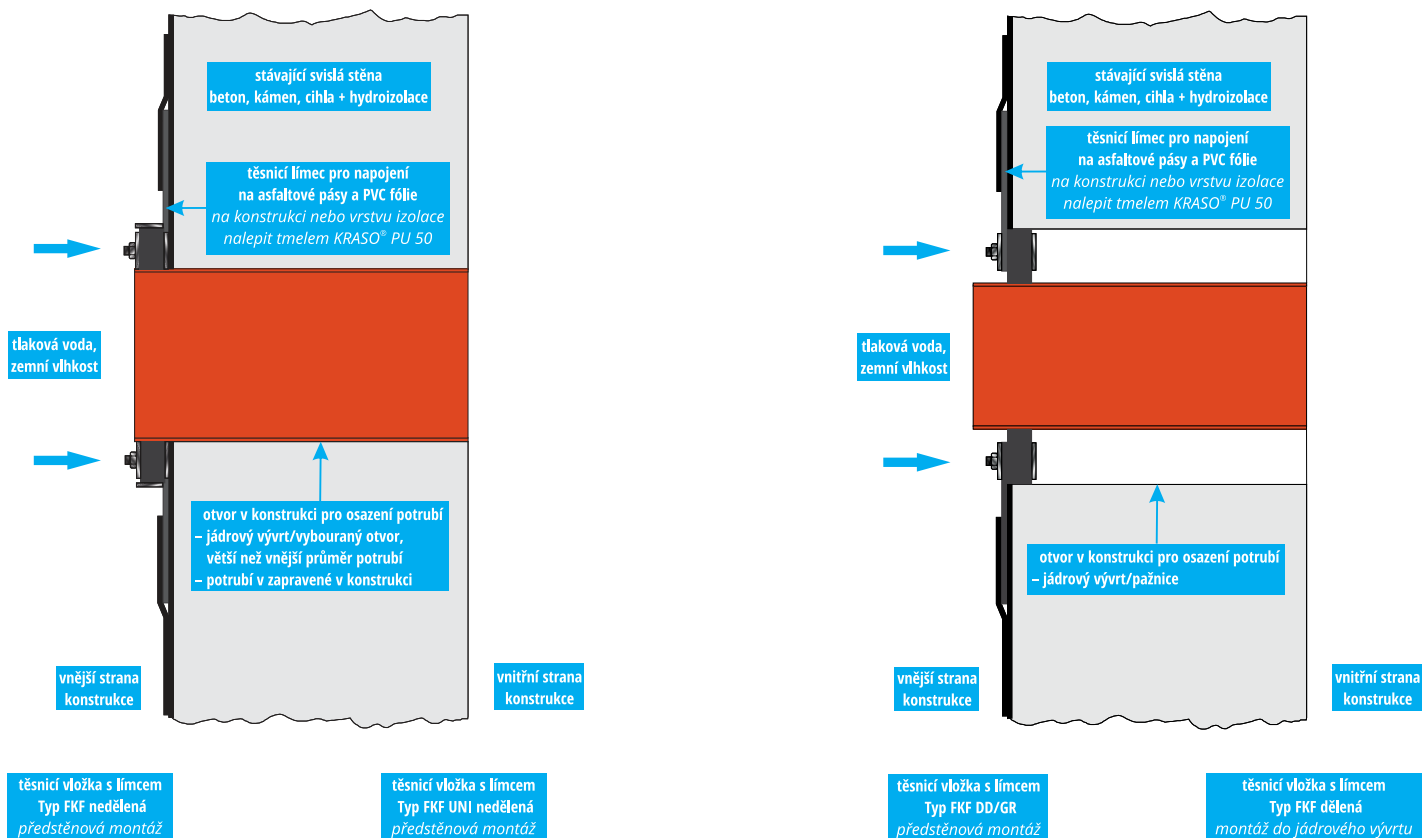 stávající svislá stěna
beton, kámen, cihla + hydroizolace
těsnicí límec pro napojení
na asfaltové pásy a PVC fólie
na konstrukci nebo vrstvu izolace
nalepit tmelem KRASO® PU 50
tlaková voda,
zemní vlhkost
otvor v konstrukci pro osazení potrubí
– jádrový vývrt/vybouraný otvor,
větší než vnější průměr potrubí
– potrubí v zapravené v konstrukci
vnější strana
konstrukce
vnitřní strana
konstrukce
těsnicí vložka s límcem
Typ FKF nedělená
předstěnová montáž
těsnicí vložka s límcem
Typ FKF UNI nedělená
předstěnová montáž
stávající svislá stěna
beton, kámen, cihla + hydroizolace
těsnicí límec pro napojení
na asfaltové pásy a PVC fólie
na konstrukci nebo vrstvu izolace
nalepit tmelem KRASO® PU 50
tlaková voda,
zemní vlhkost
otvor v konstrukci pro osazení potrubí
– jádrový vývrt/pažnice
vnější strana
konstrukce
vnitřní strana
konstrukce
těsnicí vložka s límcem
Typ FKF DD/GR
předstěnová montáž
těsnicí vložka s límcem
Typ FKF dělená
montáž do jádrového vývrtu